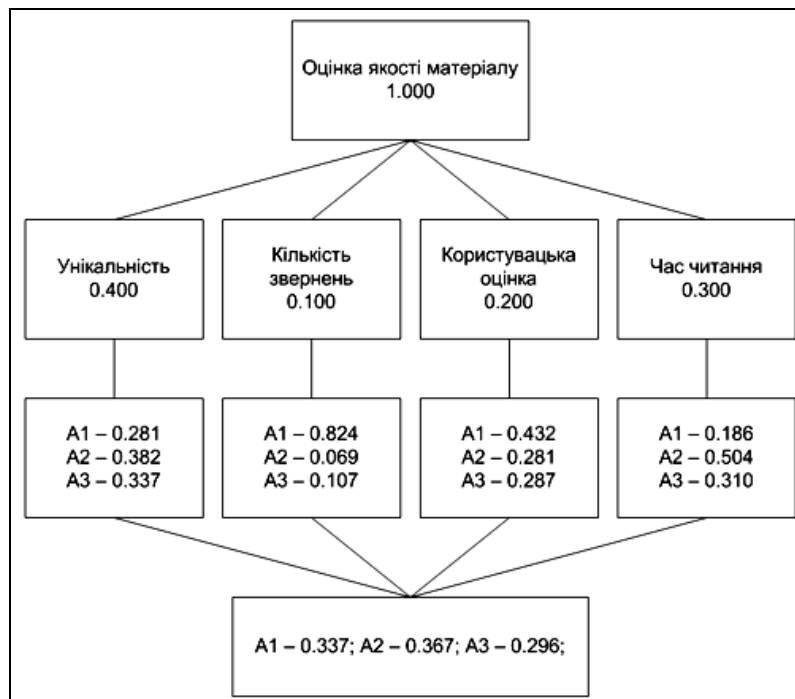 Оцінка якості матеріалу
1.000
Унікальність
0.400
Кількість
звернень
0.100
Користувацька
оцінка
0.200
Час читання
0.300
A1 – 0.281
A2 – 0.382
A3 – 0.337
A1 – 0.824
A2 – 0.069
A3 – 0.107
A1 – 0.432
A2 – 0.281
A3 – 0.287
A1 – 0.186
A2 – 0.504
A3 – 0.310
A1 – 0.337; A2 – 0.367; A3 – 0.296;